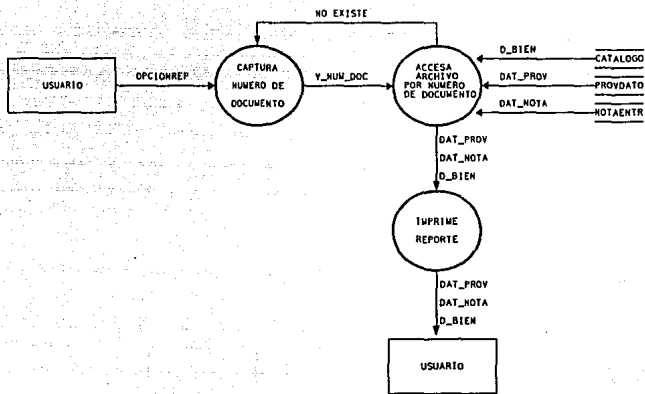 NO EXISTE
USUARIO
OPCIONREP
CAPTURA
NUMERO DE
DOCUMENTO
Y_NUM_DOC
ACCESA
ARCHIVO
POR NUMERO
DE DOCUMENTO
D_BIEN
CATALOGO
DAT_PROV
PROVDATO
DAT_NOTA
NOTAENTR
DAT_PROV
DAT_NOTA
D_BIEN
IMPRIME
REPORTE
DAT_PROV
DAT_NOTA
D_BIEN
USUARIO